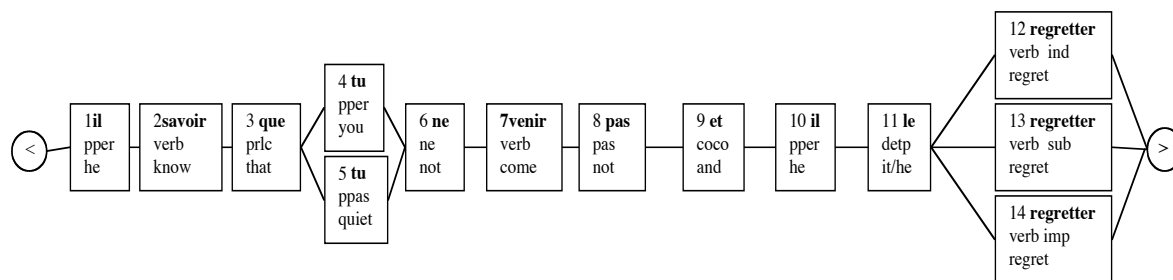 <
1il
pper
he
2savoir
verb
know
3 que
prlc
that
4 tu
pper
you
5 tu
ppas
quiet
6 ne
ne
not
7venir
verb
come
8 pas
pas
not
9 et
coco
and
10 il
pper
he
11 le
detp
it/he
12 regretter
verb ind
regret
13 regretter
verb sub
regret
14 regretter
verb imp
regret
>